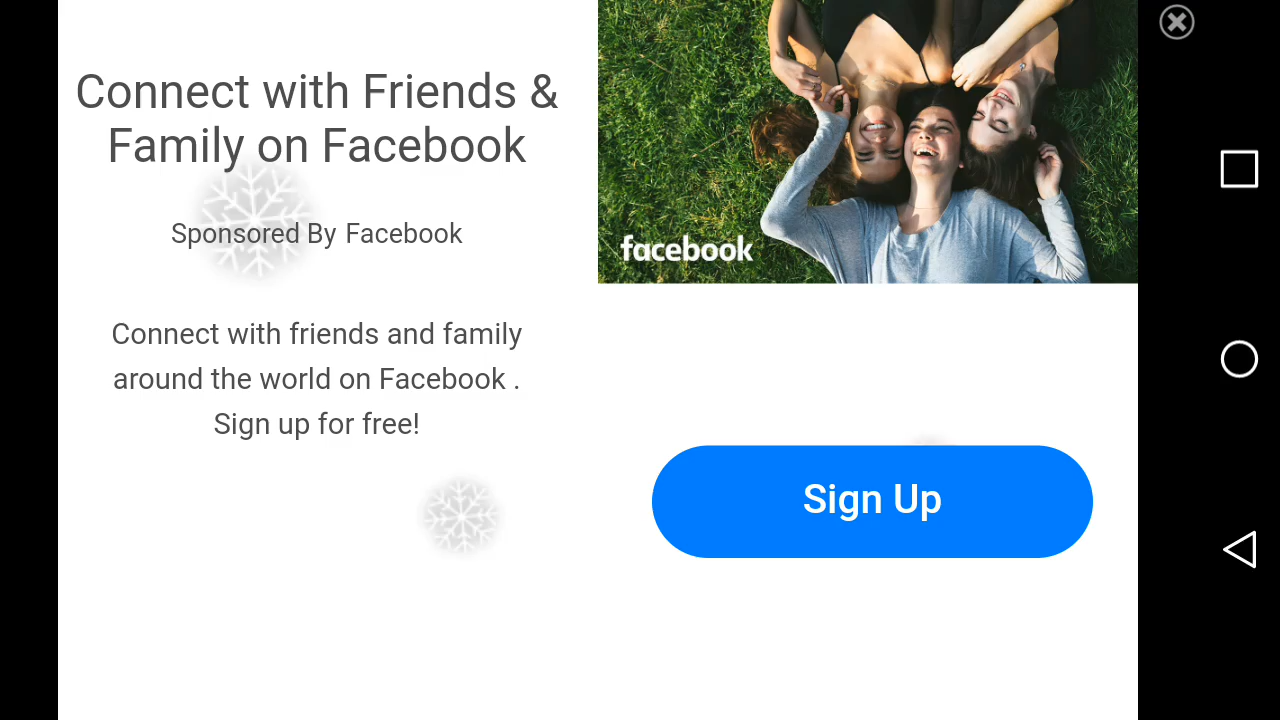 Connect with Friends &
Family on Facebook
Sponsored By Facebook
Connect with friends and family
around the world on Facebook .
Sign up for free!
facebook
Sign Up